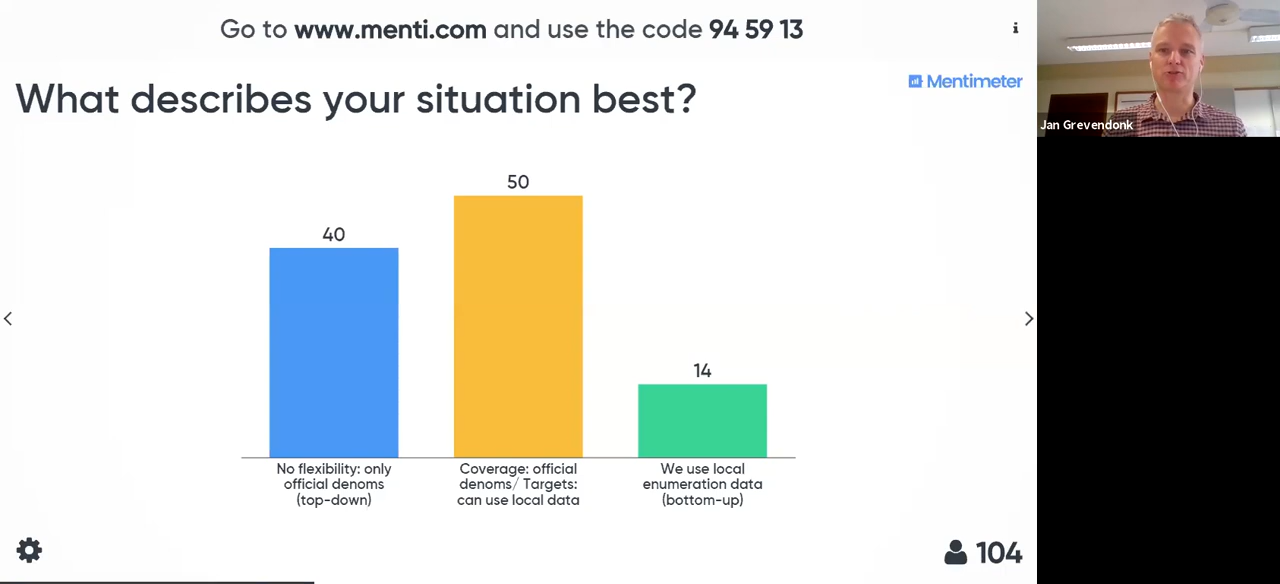 Go to www.menti.com and use the code 94 59 13
i
Mentimeter
What describes your situation best?
Jan Grevendonk
50
40
14
No flexibility: only
official denoms
(top-down)
Coverage: official
denoms/ Targets:
can use local data
We use local
enumeration data
(bottom-up)
104